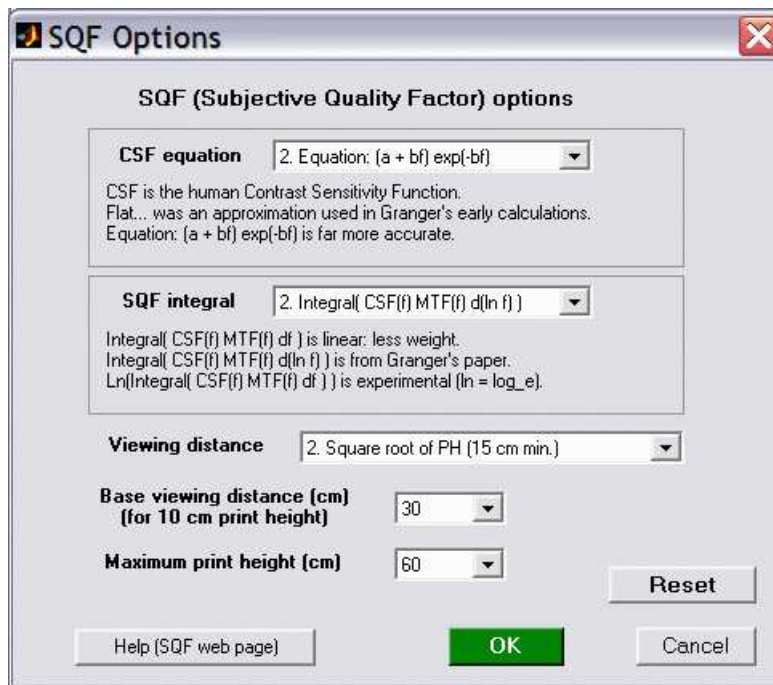 SQF Options
SQF (Subjective Quality Factor) options
CSF equation 2. Equation: (a + bf) exp(-bf)
CSF is the human Contrast Sensitivity Function.
Flat... was an approximation used in Granger's early calculations.
Equation: (a + bf) exp(-bf) is far more accurate.
SQF integral 2. Integral( CSF(f) MTF(f) d(ln f) )
Integral( CSF(f) MTF(f) df ) is linear: less weight.
Integral( CSF(f) MTF(f) d(ln f) ) is from Granger's paper.
Ln(Integral( CSF(f) MTF(f) df ) ) is experimental (ln = log_e).
Viewing distance 2. Square root of PH (15 cm min.)
Base viewing distance (cm)
(for 10 cm print height) 30
Maximum print height (cm) 60
Reset
Help (SQF web page) OK Cancel